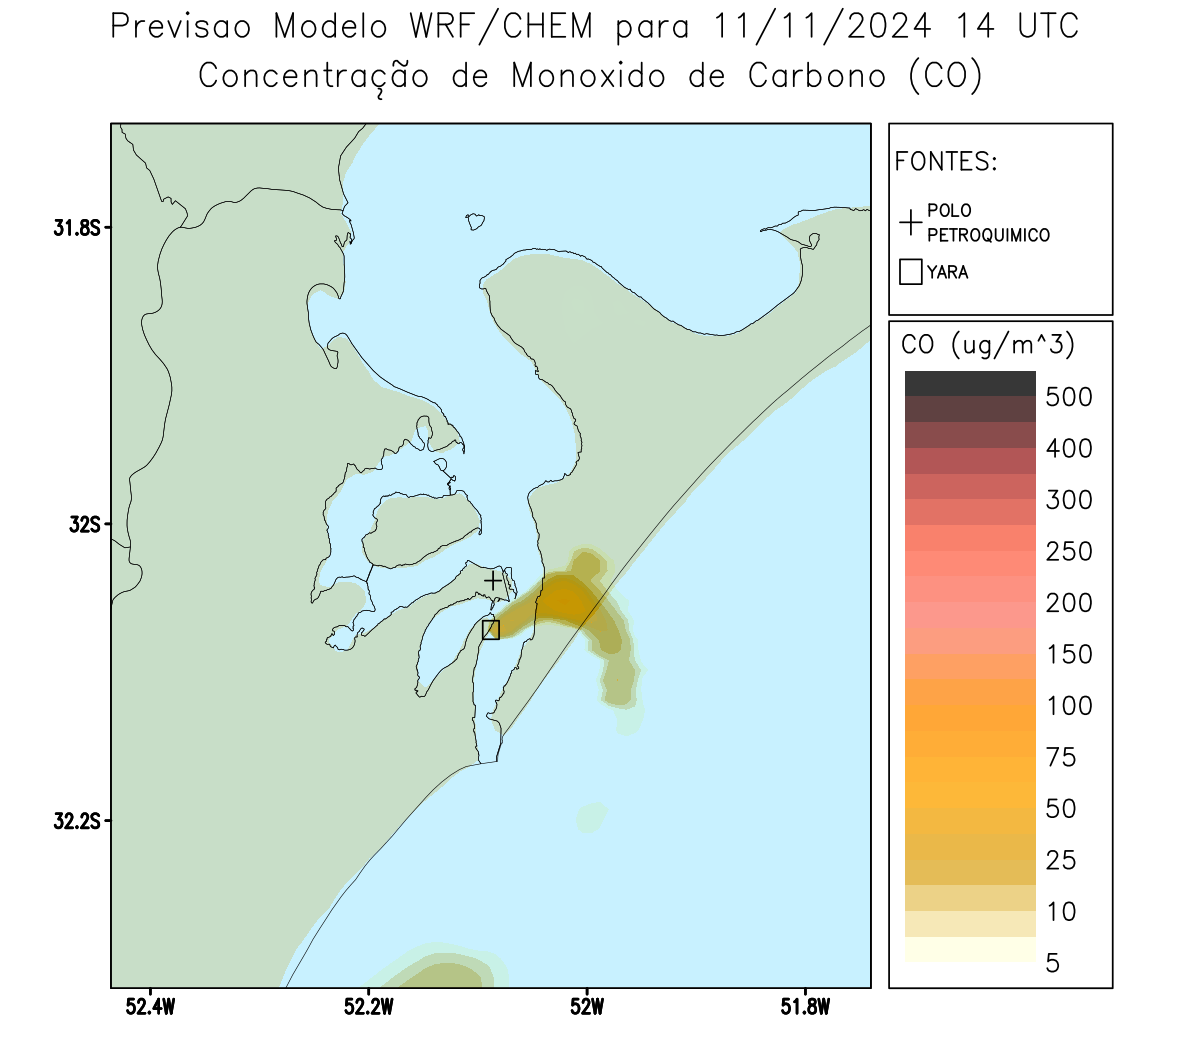 Previsao Modelo WRF/CHEM para 11/11/2024 14 UTC
Concentração de Monoxido de Carbono (CO)
FONTES:
POLO
PETROQUIMICO
YARA
CO (ug/m^3)
500
400
300
250
200
150
100
75
50
25
10
5
31.8S
32S
32.2S
52.4W
52.2W
52W
51.8W